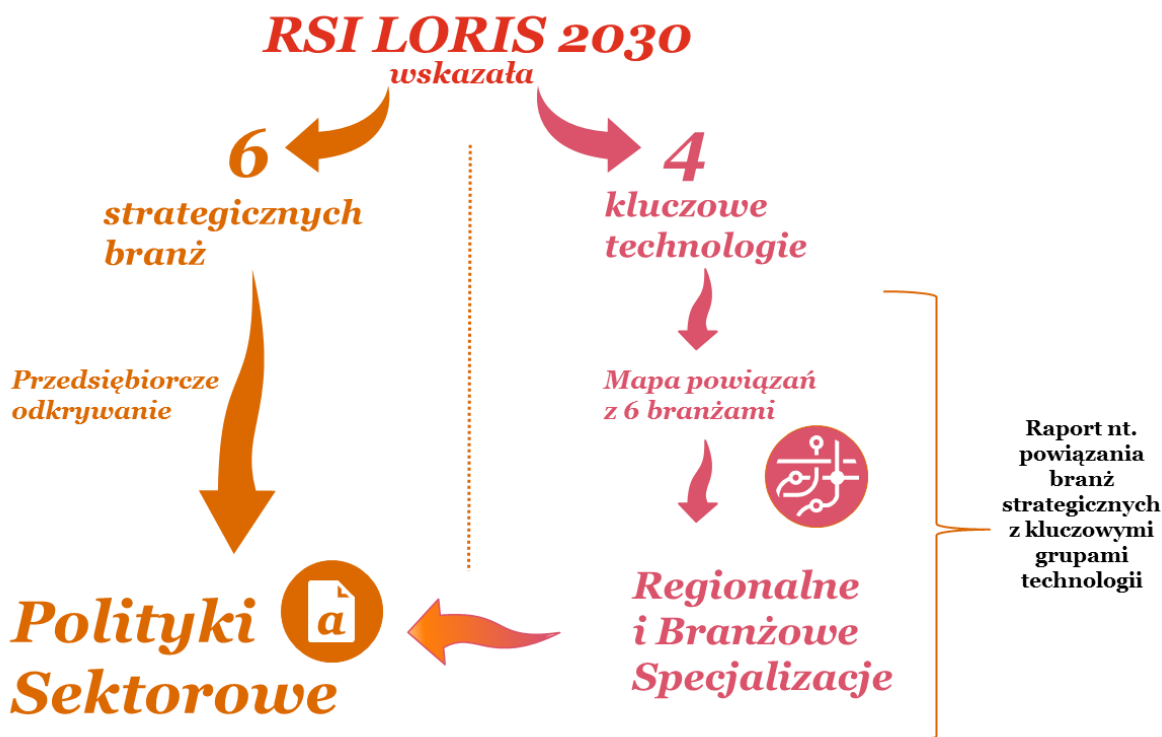 RSI LORIS 2030
wskazała
6
strategicznych
branż
4
kluczowe
technologie
Przedsiębiorcze
odkrywanie
Mapa powiązań
z 6 branżami
Raport nt.
powiązania
branż
strategicznych
z kluczowymi
grupami
technologii
Polityki
Sektorowe
a
Regionalne
i Branżowe
Specjalizacje